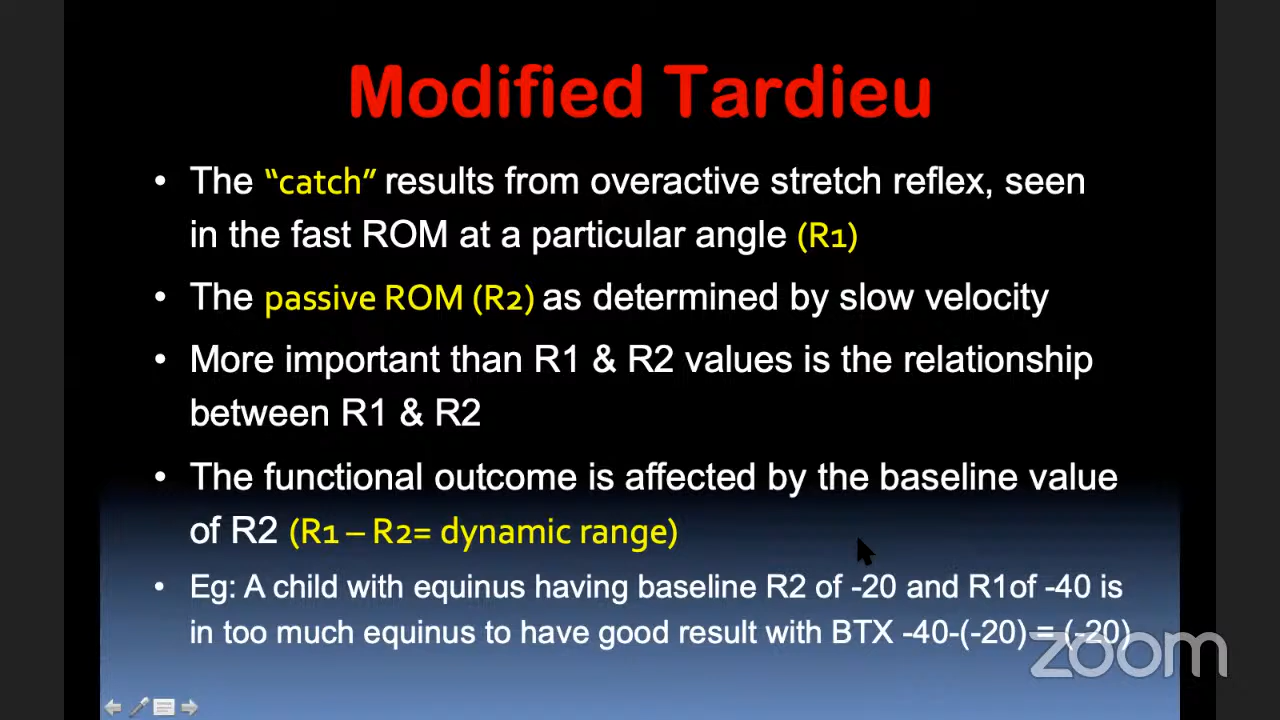 Modified Tardieu
• The “catch” results from overactive stretch reflex, seen
in the fast ROM at a particular angle (R1)
• The passive ROM (R2) as determined by slow velocity
• More important than R1 & R2 values is the relationship
between R1 & R2
• The functional outcome is affected by the baseline value
of R2 (R1 – R2= dynamic range)
• Eg: A child with equinus having baseline R2 of -20 and R1of -40 is
in too much equinus to have good result with BTX -40-(-20) = (-20)
zoom